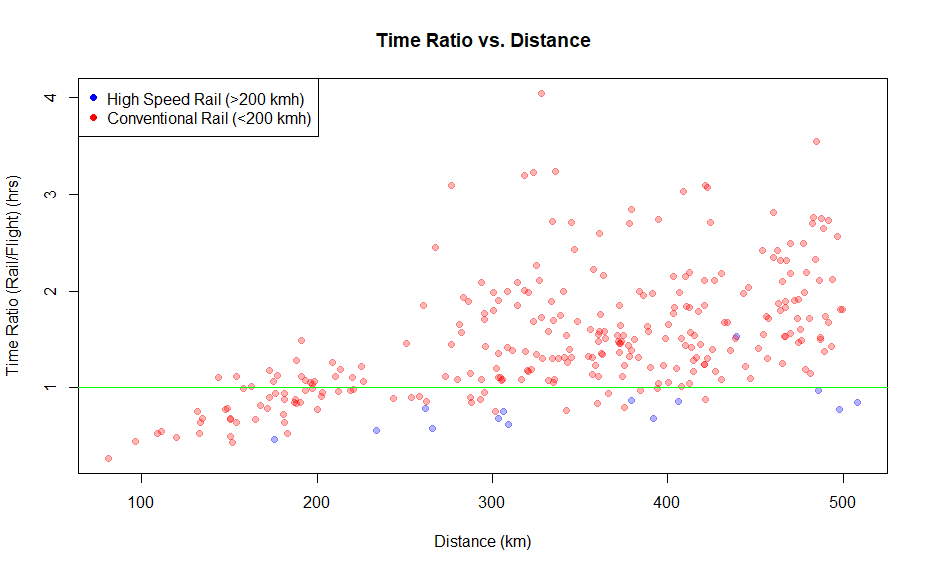 Time Ratio vs. Distance
High Speed Rail (>200 kmh)
Conventional Rail (<200 kmh)
Time Ratio (Rail/Flight) (hrs)
4
3
2
1
100 200 300 400 500
Distance (km)